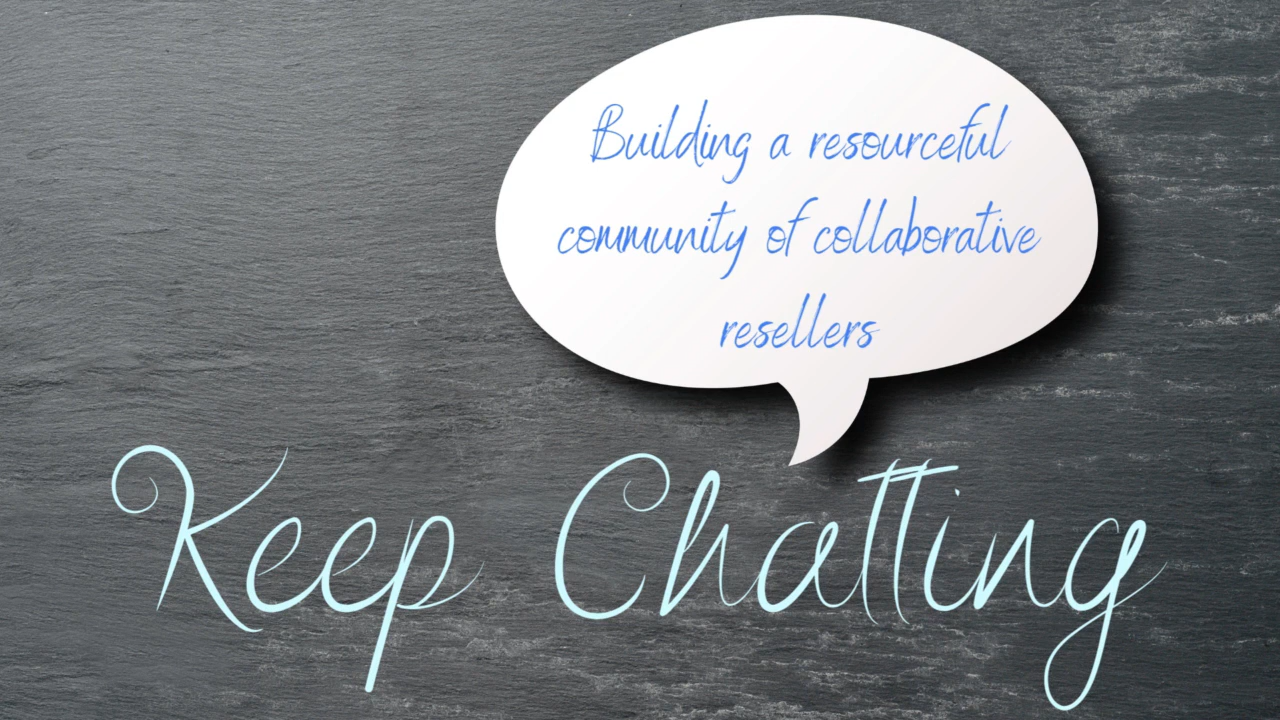 Building a resourceful
community of collaborative
resellers
Keep Chatting